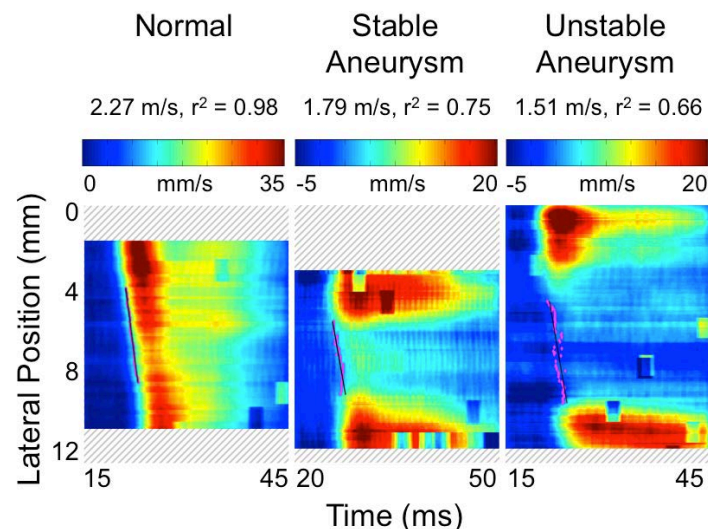 Normal
Stable
Aneurysm
Unstable
Aneurysm
2.27 m/s, r² = 0.98
1.79 m/s, r² = 0.75
1.51 m/s, r² = 0.66
0 mm/s 35
-5 mm/s 20
-5 mm/s 20
Lateral Position (mm)
0
4
8
12
15 45
20 50
15 45
Time (ms)